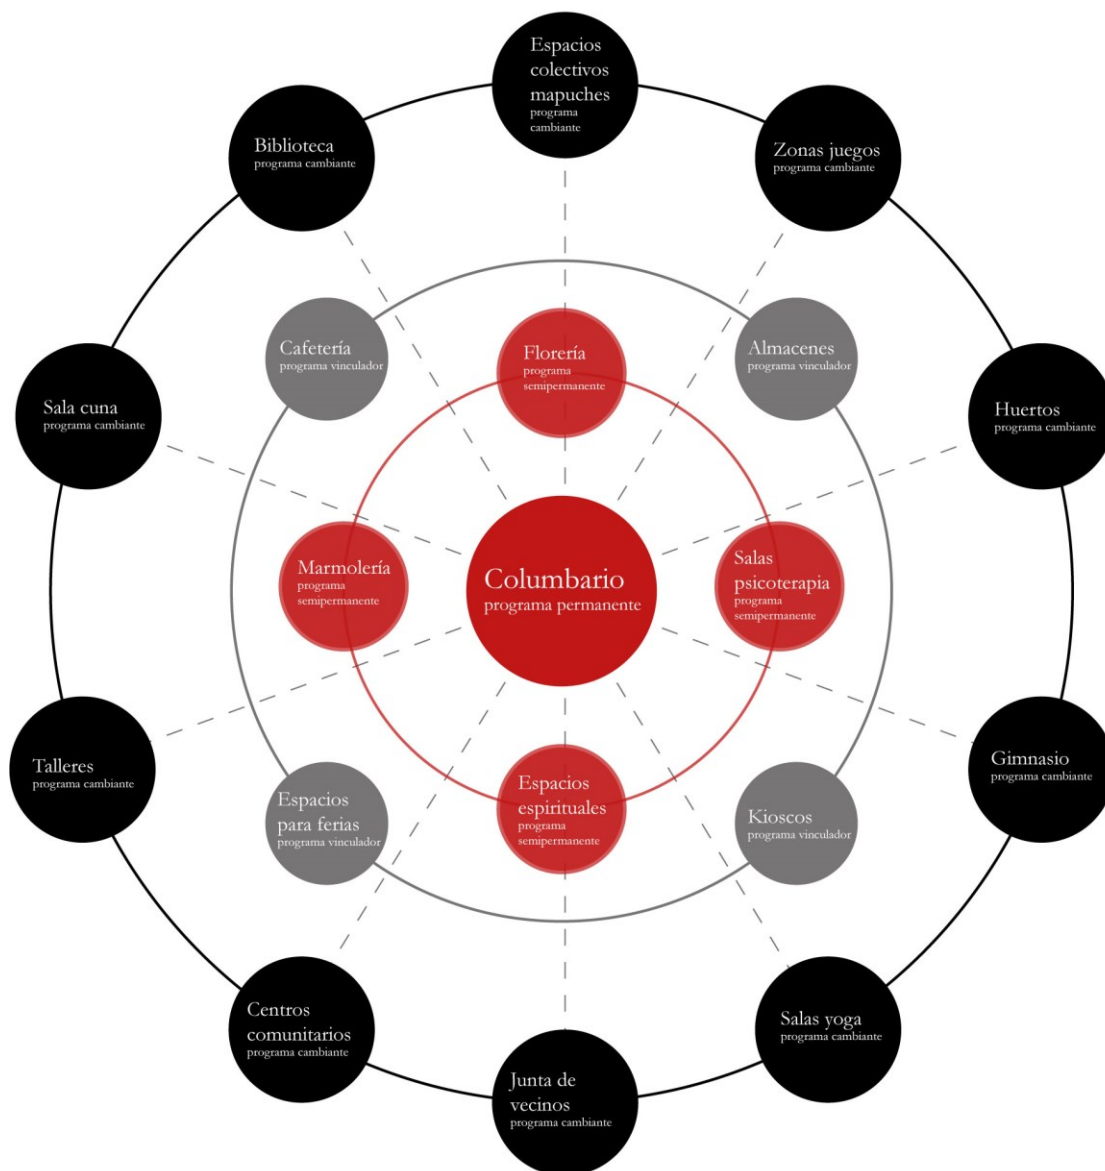 Espacios
colectivos
mapuches
programa
cambiante
Biblioteca
programa cambiante
Zonas juegos
programa cambiante
Cafetería
programa vinculador
Florería
programa
semipermanente
Almacenes
programa vinculador
Sala cuna
programa cambiante
Huertos
programa cambiante
Marmolería
programa
semipermanente
Columbario
programa permanente
Salas
psicoterapia
programa
semipermanente
Talleres
programa cambiante
Espacios
para ferias
programa vinculador
Espacios
espirituales
programa
semipermanente
Kioscos
programa vinculador
Gimnasio
programa cambiante
Centros
comunitarios
programa cambiante
Junta de
vecinos
programa cambiante
Salas yoga
programa cambiante